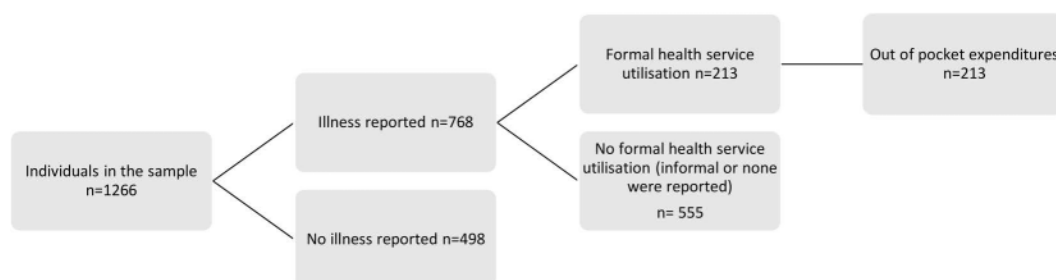 Individuals in the sample
n=1266
Illness reported n=768
No illness reported n=498
Formal health service
utilisation n=213
No formal health service
utilisation (informal or none
were reported)
n= 555
Out of pocket expenditures
n=213